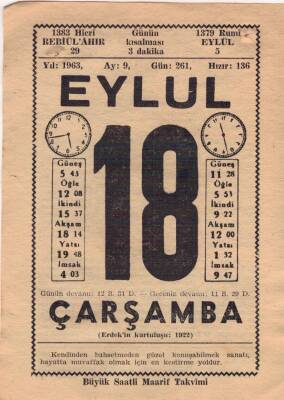 1383 Hicri
REBİÜL'ÂHIR
29
Günün
kısalması
3 dakika
1379 Rumî
EYLÜL
5
Yıl: 1963, Ay: 9, Gün: 261, Hızır: 136
EYLUL
18
Güneş
5 43
Öğle
12 08
İkindi
15 37
Akşam
18 14
Yatsı
19 48
İmsak
4 03
Güneş
11 28
Öğle
5 53
İkindi
9 22
Akşam
12 00
Yatsı
1 32
İmsak
9 47
Günün devamı: 12 S. 31 D. — Gecenin devamı: 11 S. 29 D.
ÇARŞAMBA
(Erdek'in kurtuluşu: 1922)
Kendinden bahsetmeden güzel konuşabilmek sanatı,
hayatta muvaffak olmak için en kestirme yoldur.
Büyük Saatli Maarif Takvimi